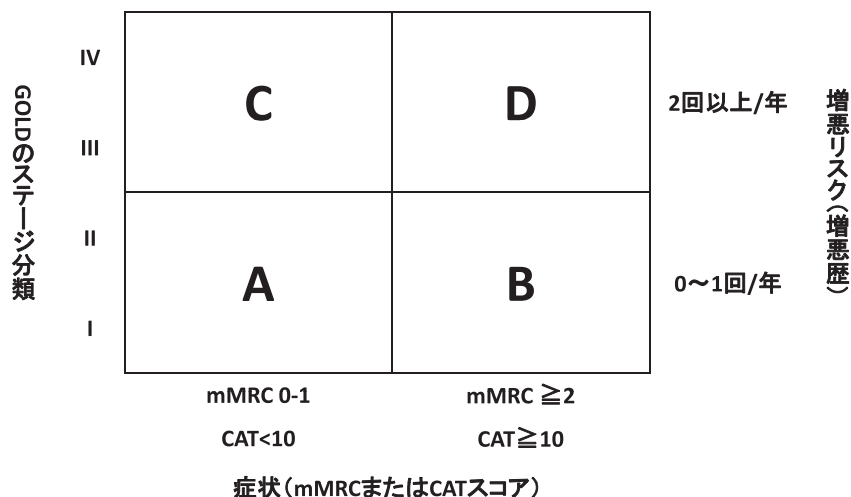 GOLDのステージ分類
IV
III
II
I
C
D
A
B
2回以上/年
0～1回/年
増悪リスク（増悪歴）
mMRC 0-1
mMRC ≧2
CAT<10
CAT≧10
症状（mMRCまたはCATスコア）